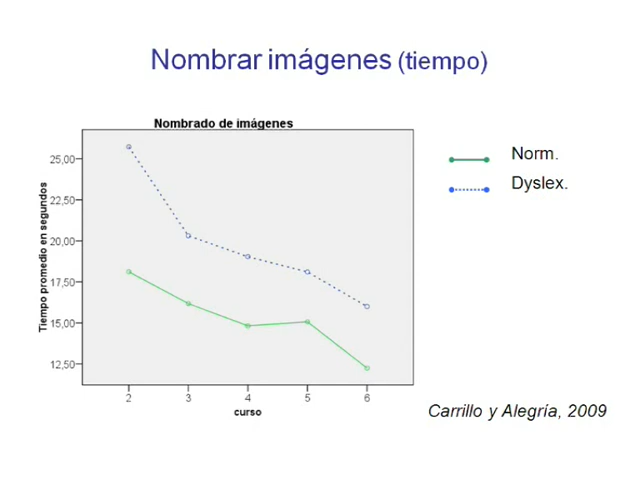 Nombrar imágenes (tiempo)
Nombrado de imágenes
Norm.
Dyslex.
Tiempo promedio en segundos
25,00
22,50
20,00
17,50
15,00
12,50
2 3 4 5 6
curso
Carrillo y Alegría, 2009